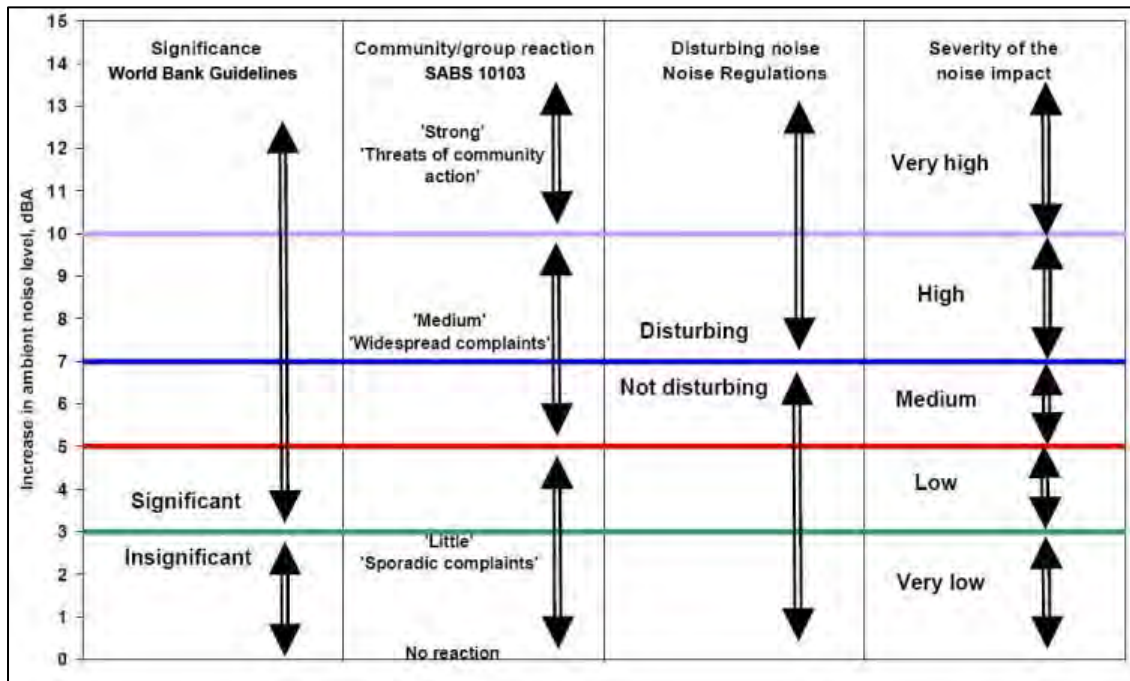 Increase in ambient noise level, dBA
15
14
13
12
11
10
9
8
7
6
5
4
3
2
1
0
Significance
World Bank Guidelines
Significant
Insignificant
Community/group reaction
SABS 10103
'Strong'
'Threats of community
action'
'Medium'
'Widespread complaints'
'Little'
'Sporadic complaints'
No reaction
Disturbing noise
Noise Regulations
Disturbing
Not disturbing
Severity of the
noise impact
Very high
High
Medium
Low
Very low